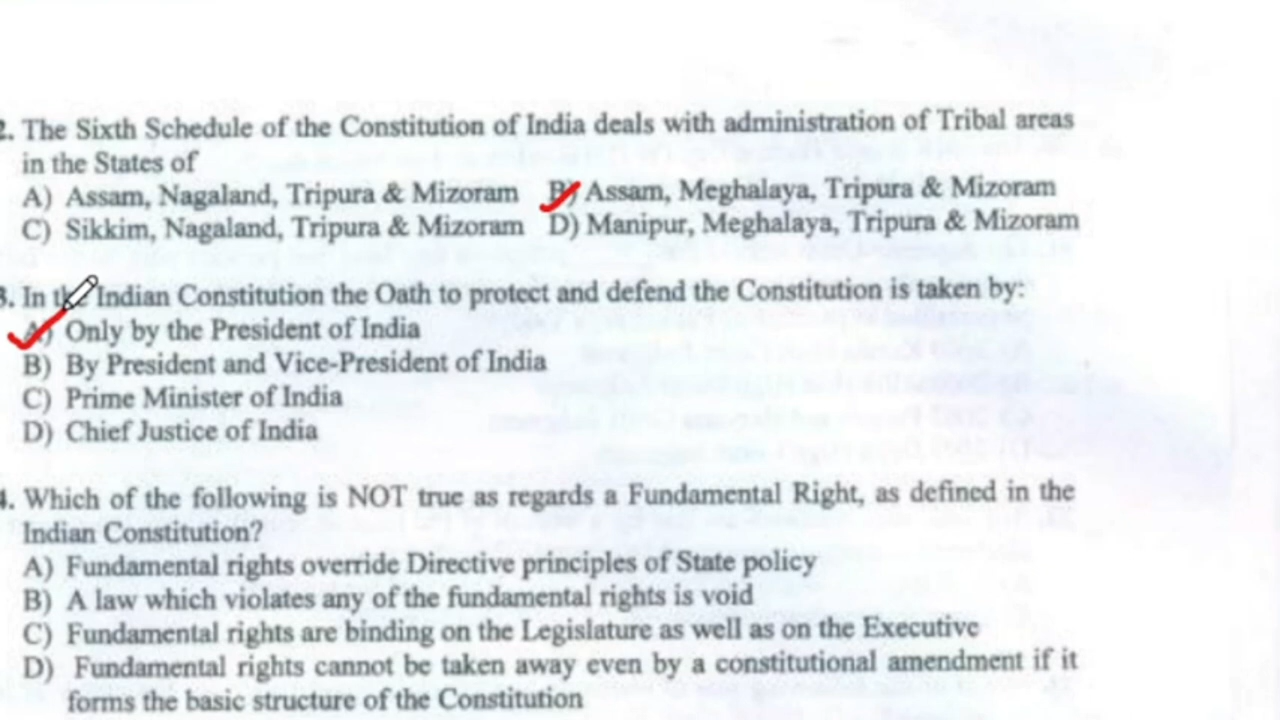 2. The Sixth Schedule of the Constitution of India deals with administration of Tribal areas
in the States of
A) Assam, Nagaland, Tripura & Mizoram B) Assam, Meghalaya, Tripura & Mizoram
C) Sikkim, Nagaland, Tripura & Mizoram D) Manipur, Meghalaya, Tripura & Mizoram
3. In the Indian Constitution the Oath to protect and defend the Constitution is taken by:
A) Only by the President of India
B) By President and Vice-President of India
C) Prime Minister of India
D) Chief Justice of India
4. Which of the following is NOT true as regards a Fundamental Right, as defined in the
Indian Constitution?
A) Fundamental rights override Directive principles of State policy
B) A law which violates any of the fundamental rights is void
C) Fundamental rights are binding on the Legislature as well as on the Executive
D) Fundamental rights cannot be taken away even by a constitutional amendment if it
forms the basic structure of the Constitution